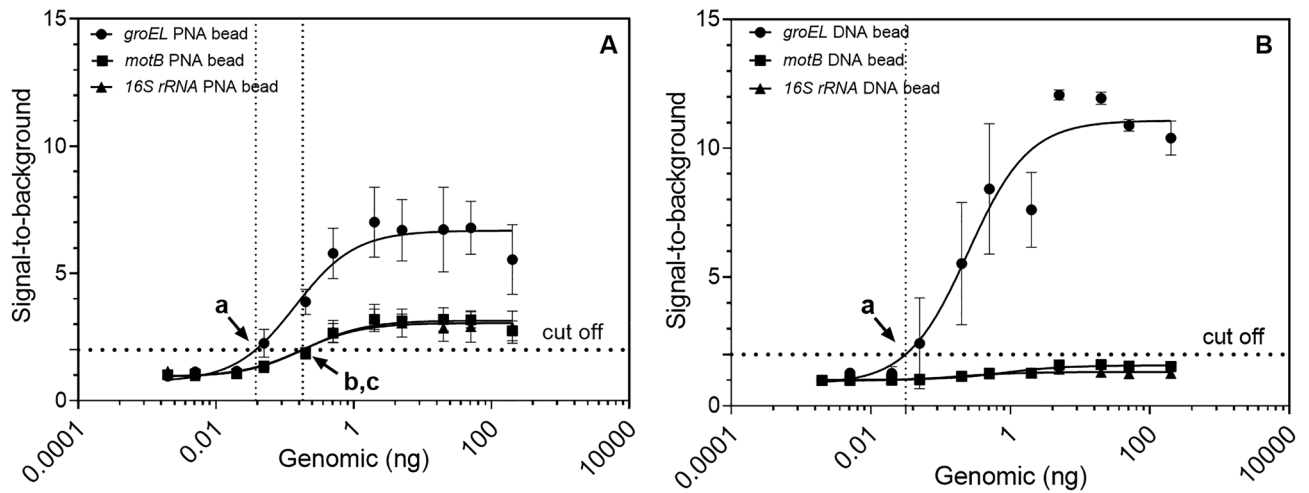 A
groEL PNA bead
motB PNA bead
16S rRNA PNA bead
15
10
5
0
Signal-to-background
a
b,c
cut off
0.0001
0.01
1
100
10000
Genomic (ng)
B
groEL DNA bead
motB DNA bead
16S rRNA DNA bead
15
10
5
0
Signal-to-background
a
cut off
0.0001
0.01
1
100
10000
Genomic (ng)